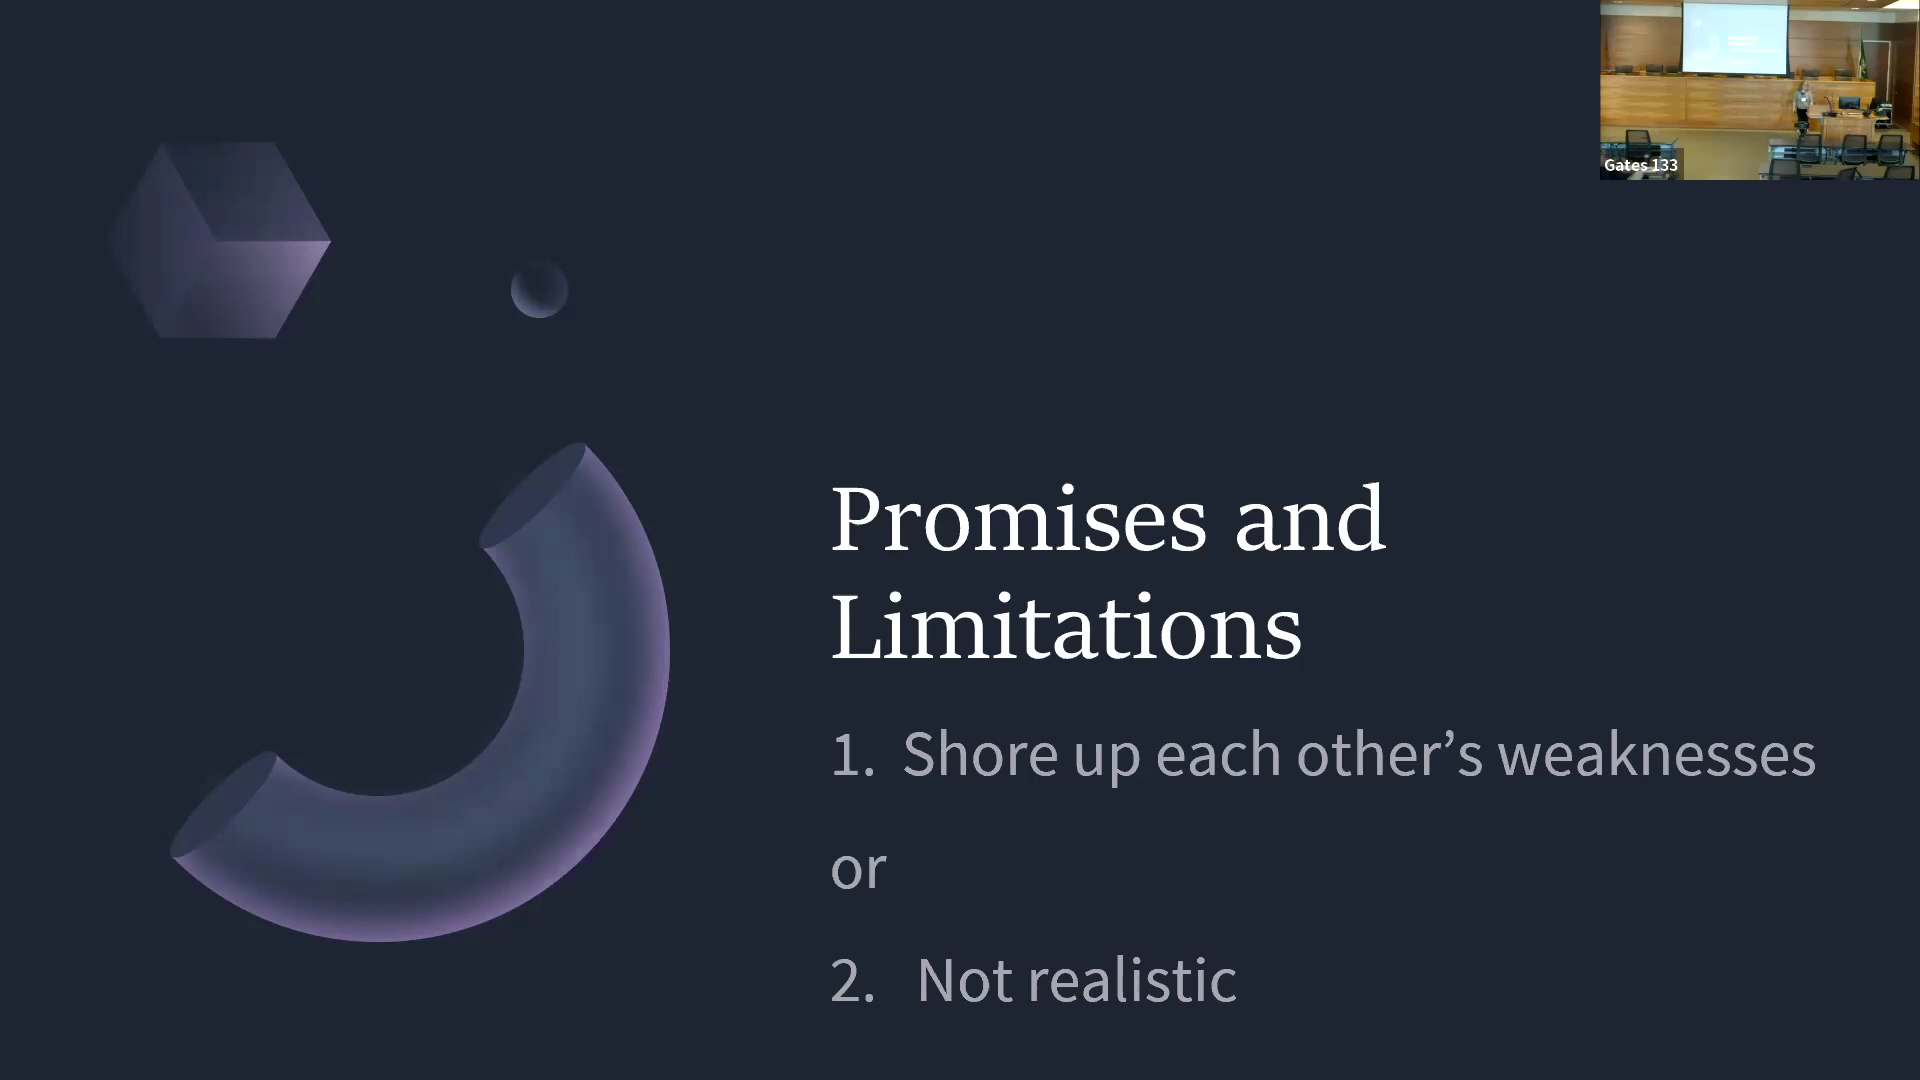 Gates 133
Promises and
Limitations
1. Shore up each other’s weaknesses
or
2. Not realistic